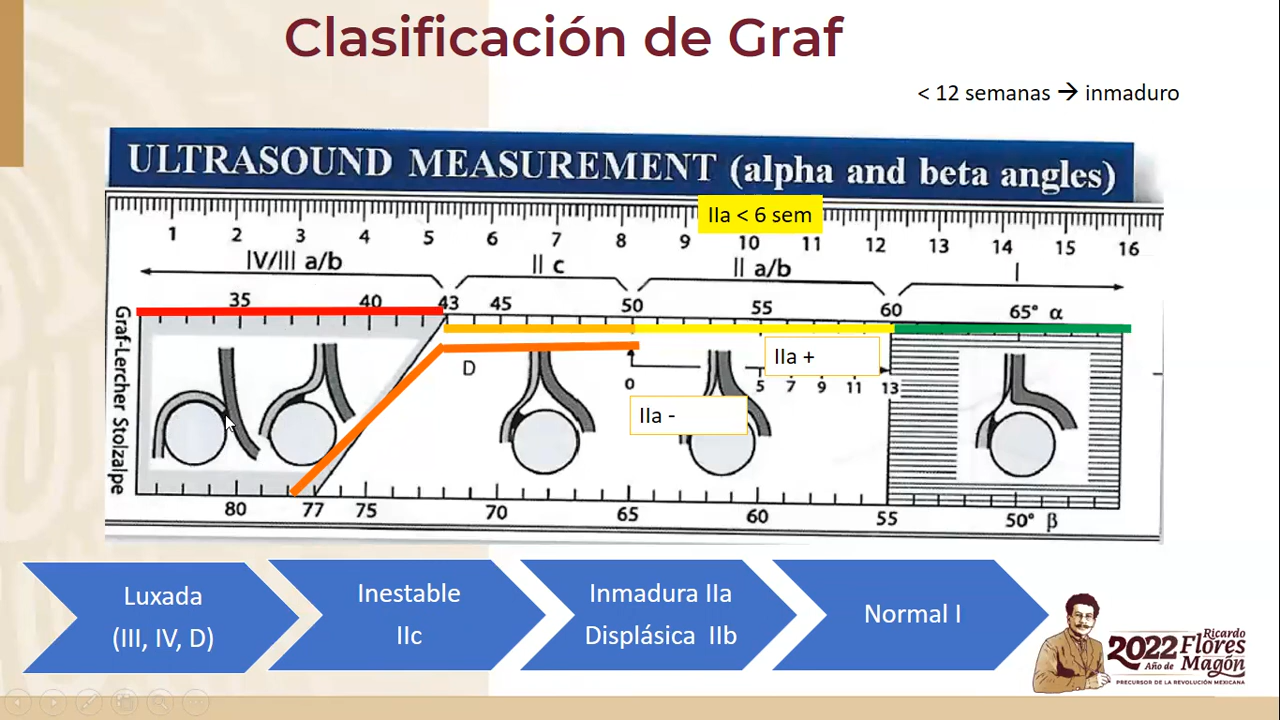 Clasificación de Graf
< 12 semanas → inmaduro
ULTRASOUND MEASUREMENT (alpha and beta angles)
IIa < 6 sem
1 2 3 4 5 6 7 8 9 10 11 12 13 14 15 16
IV/III a/b II c II a/b I
35 40 43 45 50 55 60 65° α
Graf-Lercher Stolzalpe
D
IIa +
0 5 7 9 11 13
IIa -
80 77 75 70 65 60 55 50° β
Luxada
(III, IV, D)
Inestable
IIc
Inmadura IIa
Displásica IIb
Normal I
2022 Ricardo
Año de Flores
Magón
PRECURSOR DE LA REVOLUCIÓN MEXICANA